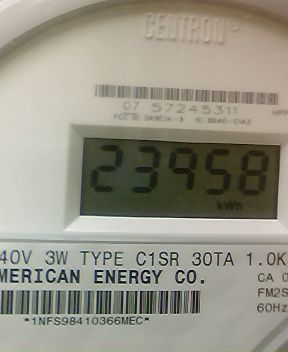 CENTRON®
07 57245311
23958
kWh
40V 3W TYPE C1SR 30TA 1.0K
MERICAN ENERGY CO.
CA 0
FM2S
60Hz
*1NFS98410366MEC*